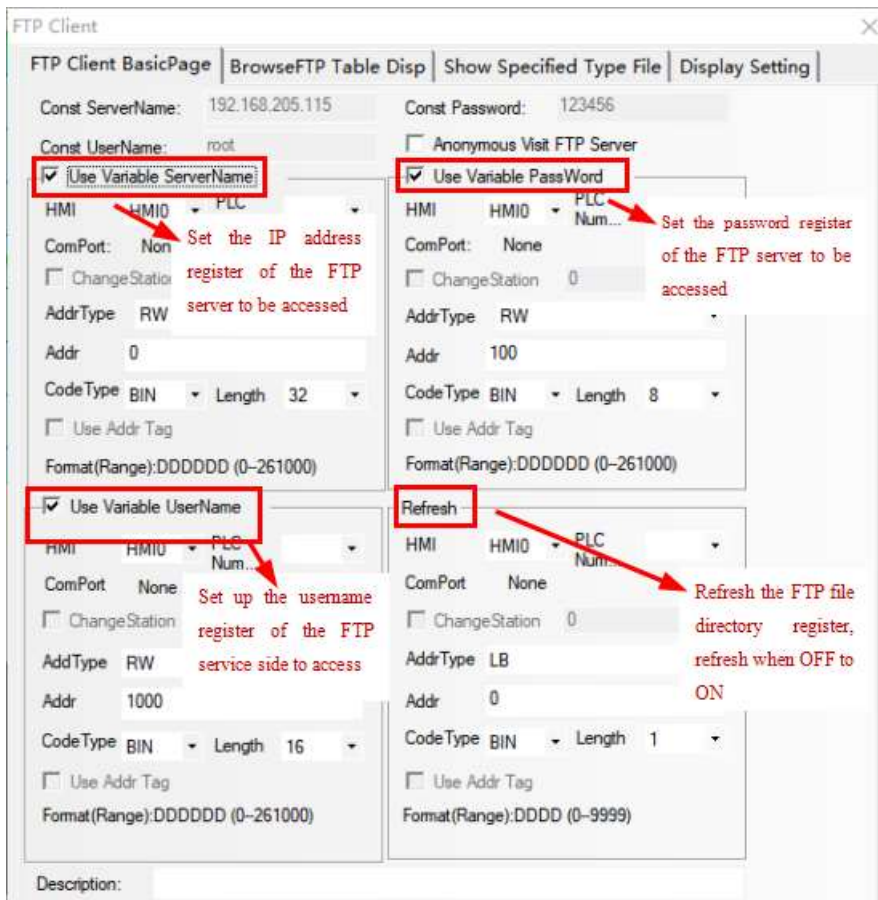 FTP Client
FTP Client BasicPage BrowseFTP Table Disp Show Specified Type File Display Setting
Const ServerName: 192.168.205.115 Const Password: 123456
Const UserName: root Anonymous Visit FTP Server
Use Variable ServerName
HMI HMI0 PLC
ComPort: Non
Set the IP address
register of the FTP
server to be accessed
AddrType RW
Addr 0
CodeType BIN Length 32
Use Addr Tag
Format(Range):DDDDDD (0--261000)
Use Variable PassWord
HMI HMI0 PLC
Num...
ComPort: None
Set the password register
of the FTP server to be
accessed
ChangeStation 0
AddrType RW
Addr 100
CodeType BIN Length 8
Use Addr Tag
Format(Range):DDDDDD (0--261000)
Use Variable UserName
HMI HMI0 PLC
Num...
ComPort None
Set up the username
register of the FTP
service side to access
ChangeStation
AddType RW
Addr 1000
CodeType BIN Length 16
Use Addr Tag
Format(Range):DDDDDD (0--261000)
Refresh
HMI HMI0 PLC
Num...
ComPort None
Refresh the FTP file
directory register,
refresh when OFF to
ON
ChangeStation 0
AddrType LB
Addr 0
CodeType BIN Length 1
Use Addr Tag
Format(Range):DDDD (0--9999)
Description: